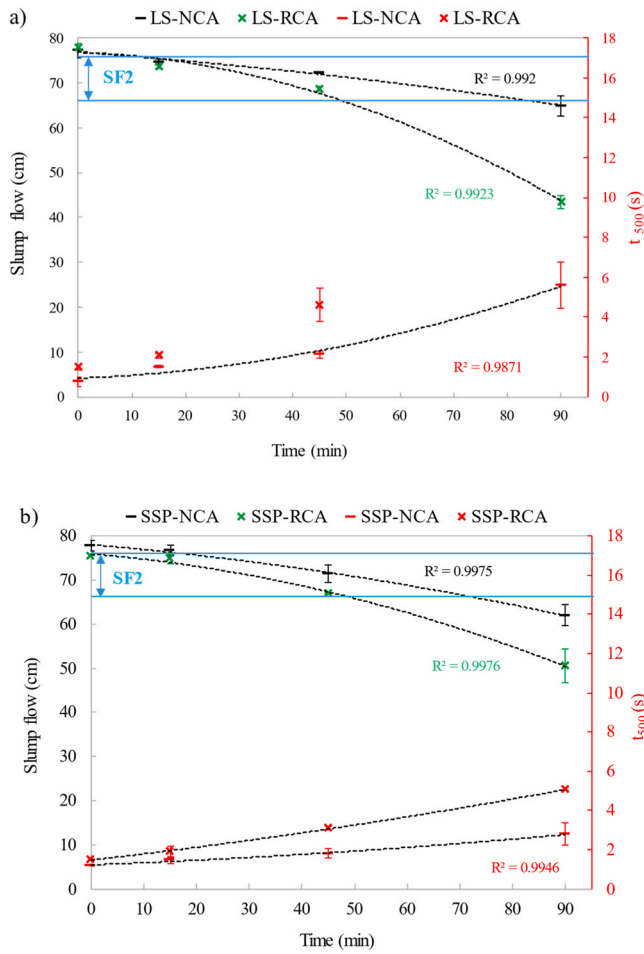 a)
LS-NCA LS-RCA LS-NCA LS-RCA
80 18
70 16
60 14
50 12
40 10
30 8
20 6
10 4
0 2
0
SF2
R² = 0.992
R² = 0.9923
R² = 0.9871
Slump flow (cm)
t 500 (s)
0 10 20 30 40 50 60 70 80 90
Time (min)
b)
SSP-NCA SSP-RCA SSP-NCA SSP-RCA
80 18
70 16
60 14
50 12
40 10
30 8
20 6
10 4
0 2
0
SF2
R² = 0.9975
R² = 0.9976
R² = 0.9946
Slump flow (cm)
t500(s)
0 10 20 30 40 50 60 70 80 90
Time (min)